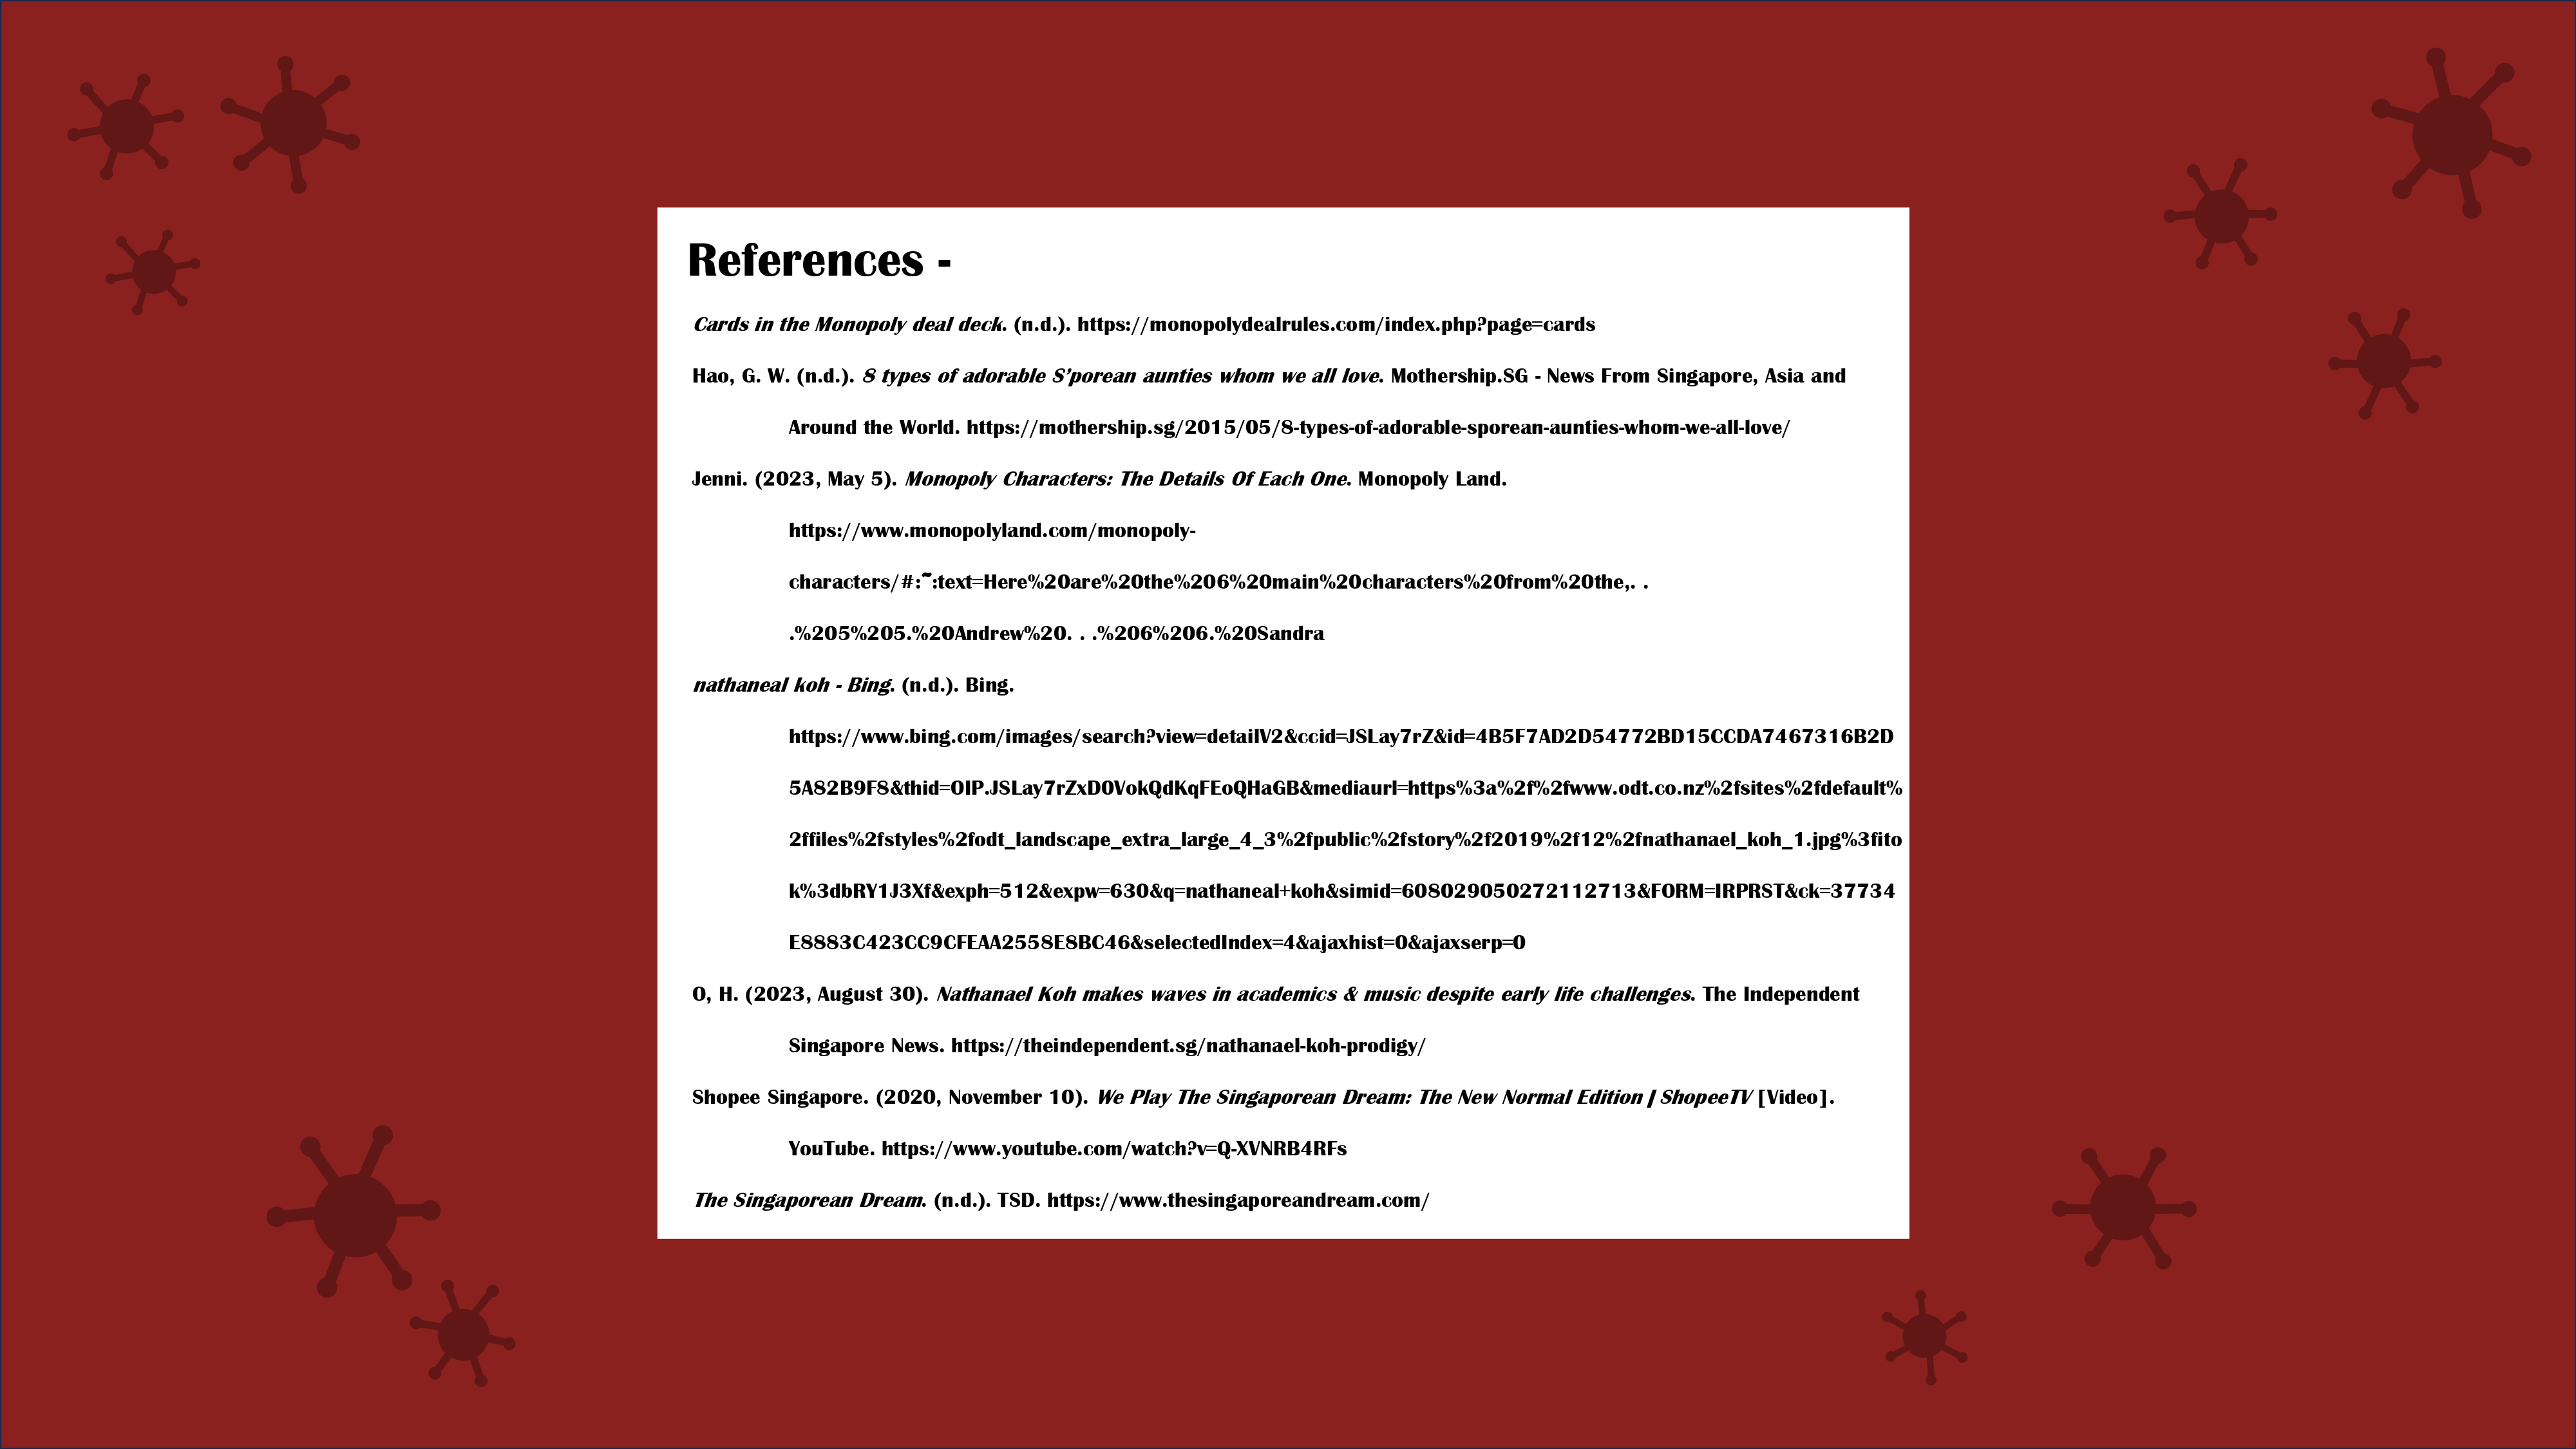 References -
Cards in the Monopoly deal deck. (n.d.). https://monopolydealrules.com/index.php?page=cards
Hao, G. W. (n.d.). 8 types of adorable S’porean aunties whom we all love. Mothership.SG - News From Singapore, Asia and
Around the World. https://mothership.sg/2015/05/8-types-of-adorable-sporean-aunties-whom-we-all-love/
Jenni. (2023, May 5). Monopoly Characters: The Details Of Each One. Monopoly Land.
https://www.monopolyland.com/monopoly-
characters/#:~:text=Here%20are%20the%206%20main%20characters%20from%20the,. .
.%205%205.%20Andrew%20. . .%206%206.%20Sandra
nathaneal koh - Bing. (n.d.). Bing.
https://www.bing.com/images/search?view=detailV2&ccid=JSLay7rZ&id=4B5F7AD2D54772BD15CCDA7467316B2D
5A82B9F8&thid=OIP.JSLay7rZxD0VokQdKqFEoQHaGB&mediaurl=https%3a%2f%2fwww.odt.co.nz%2fsites%2fdefault%
2ffiles%2fstyles%2fodt_landscape_extra_large_4_3%2fpublic%2fstory%2f2019%2f12%2fnathanael_koh_1.jpg%3fito
k%3dbRY1J3Xf&exph=512&expw=630&q=nathaneal+koh&simid=608029050272112713&FORM=IRPRST&ck=37734
E8883C423CC9CFEAA2558E8BC46&selectedIndex=4&ajaxhist=0&ajaxserp=0
O, H. (2023, August 30). Nathanael Koh makes waves in academics & music despite early life challenges. The Independent
Singapore News. https://theindependent.sg/nathanael-koh-prodigy/
Shopee Singapore. (2020, November 10). We Play The Singaporean Dream: The New Normal Edition | ShopeeTV [Video].
YouTube. https://www.youtube.com/watch?v=Q-XVNRB4RFs
The Singaporean Dream. (n.d.). TSD. https://www.thesingaporeandream.com/